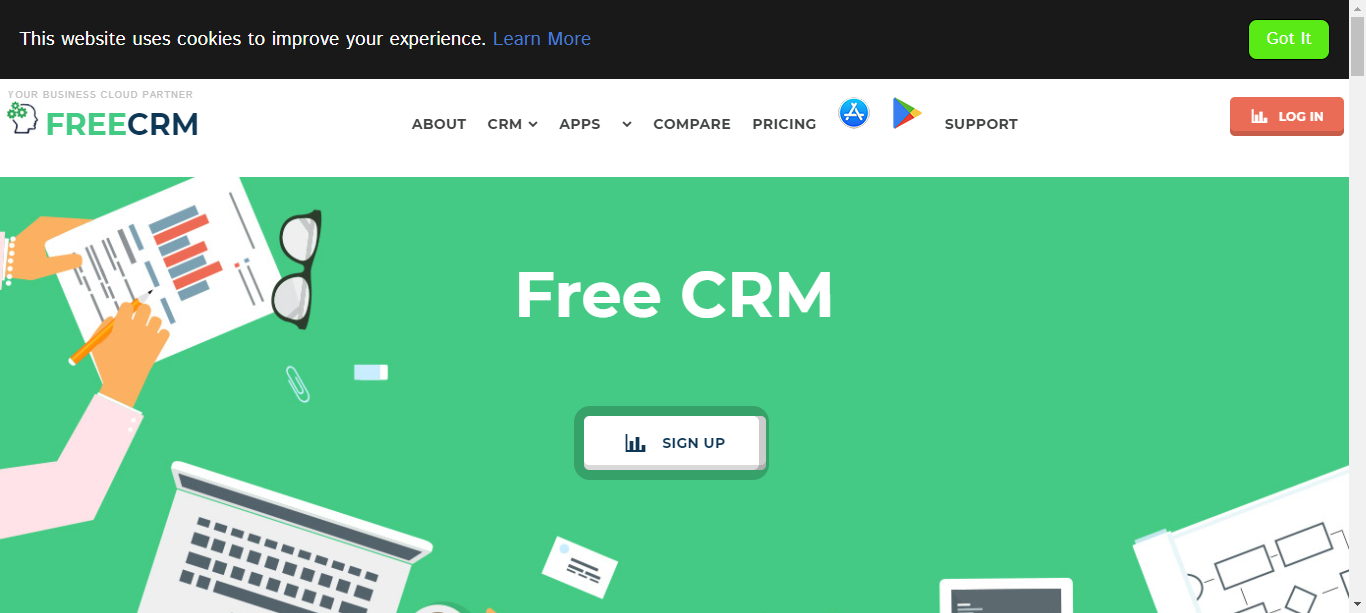 This website uses cookies to improve your experience. Learn More
Got It
YOUR BUSINESS CLOUD PARTNER
FREECRM
ABOUT CRM APPS COMPARE PRICING SUPPORT
LOG IN
Free CRM
SIGN UP